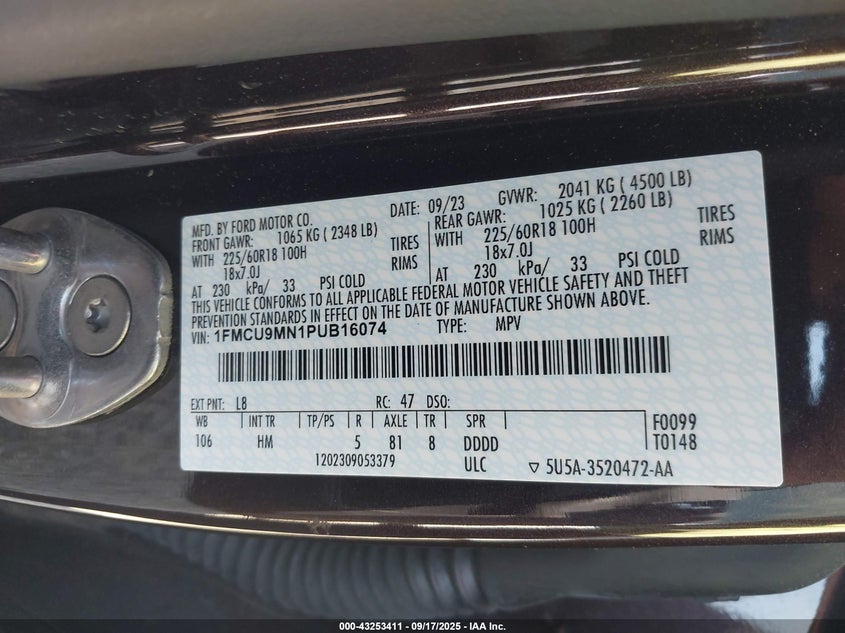 MFD. BY FORD MOTOR CO. DATE: 09/23 GVWR: 2041 KG ( 4500 LB)
FRONT GAWR: 1065 KG ( 2348 LB) REAR GAWR: 1025 KG ( 2260 LB)
WITH 225/60R18 100H TIRES WITH 225/60R18 100H TIRES
18x7.0J RIMS 18x7.0J RIMS
AT 230 kPa/ 33 PSI COLD AT 230 kPa/ 33 PSI COLD
THIS VEHICLE CONFORMS TO ALL APPLICABLE FEDERAL MOTOR VEHICLE SAFETY AND THEFT
PREVENTION STANDARDS IN EFFECT ON THE DATE OF MANUFACTURE SHOWN ABOVE.
VIN: 1FMCU9MN1PUB16074 TYPE: MPV
EXT PNT: L8 RC: 47 DSO:
WB INT TR TP/PS R AXLE TR SPR F0099
106 HM 5 81 8 DDDD T0148
1202309053379 ULC ▽ 5U5A-3520472-AA
000-43253411 - 09/17/2025 - IAA Inc.